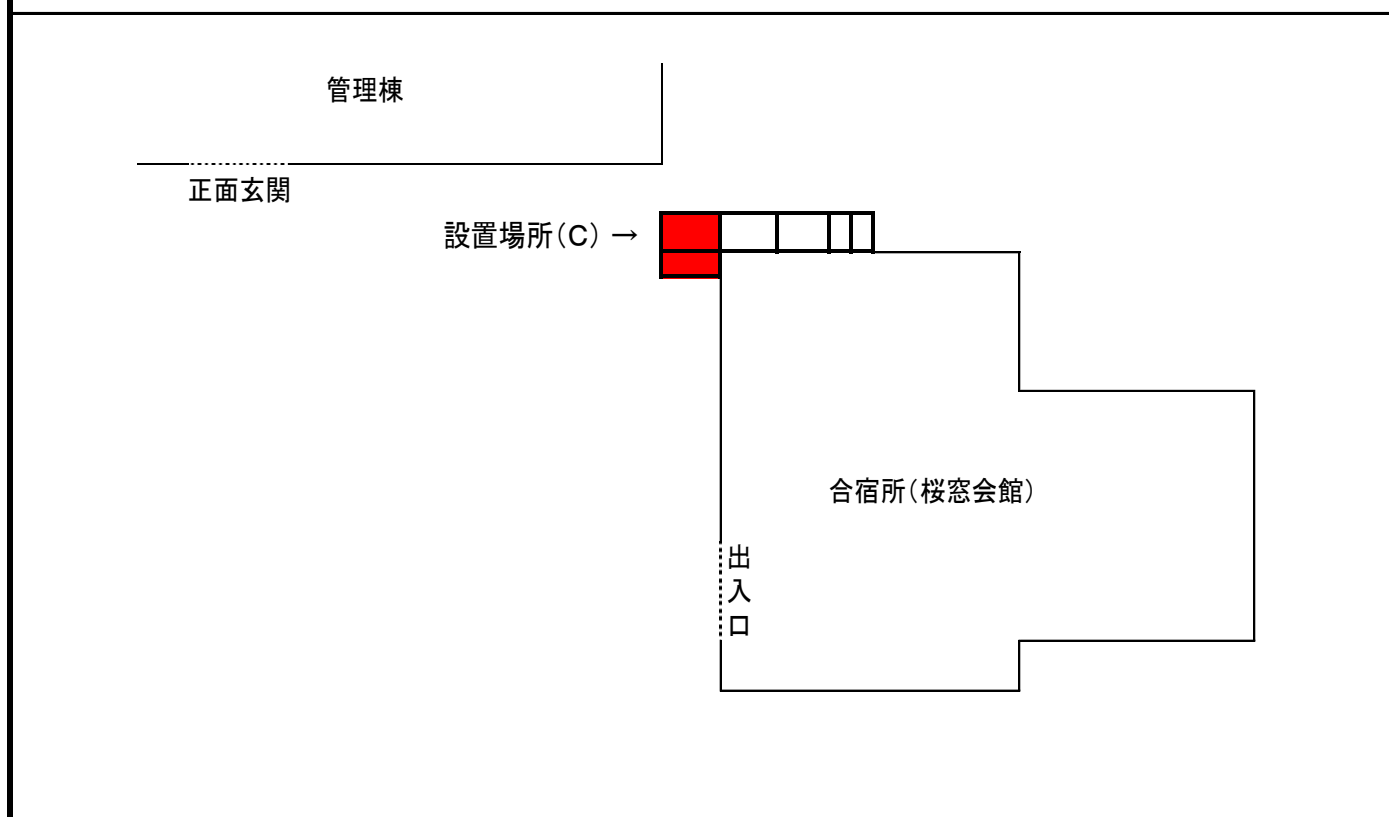 管理棟
正面玄関
設置場所(C) →
合宿所(桜窓会館)
出
入
口